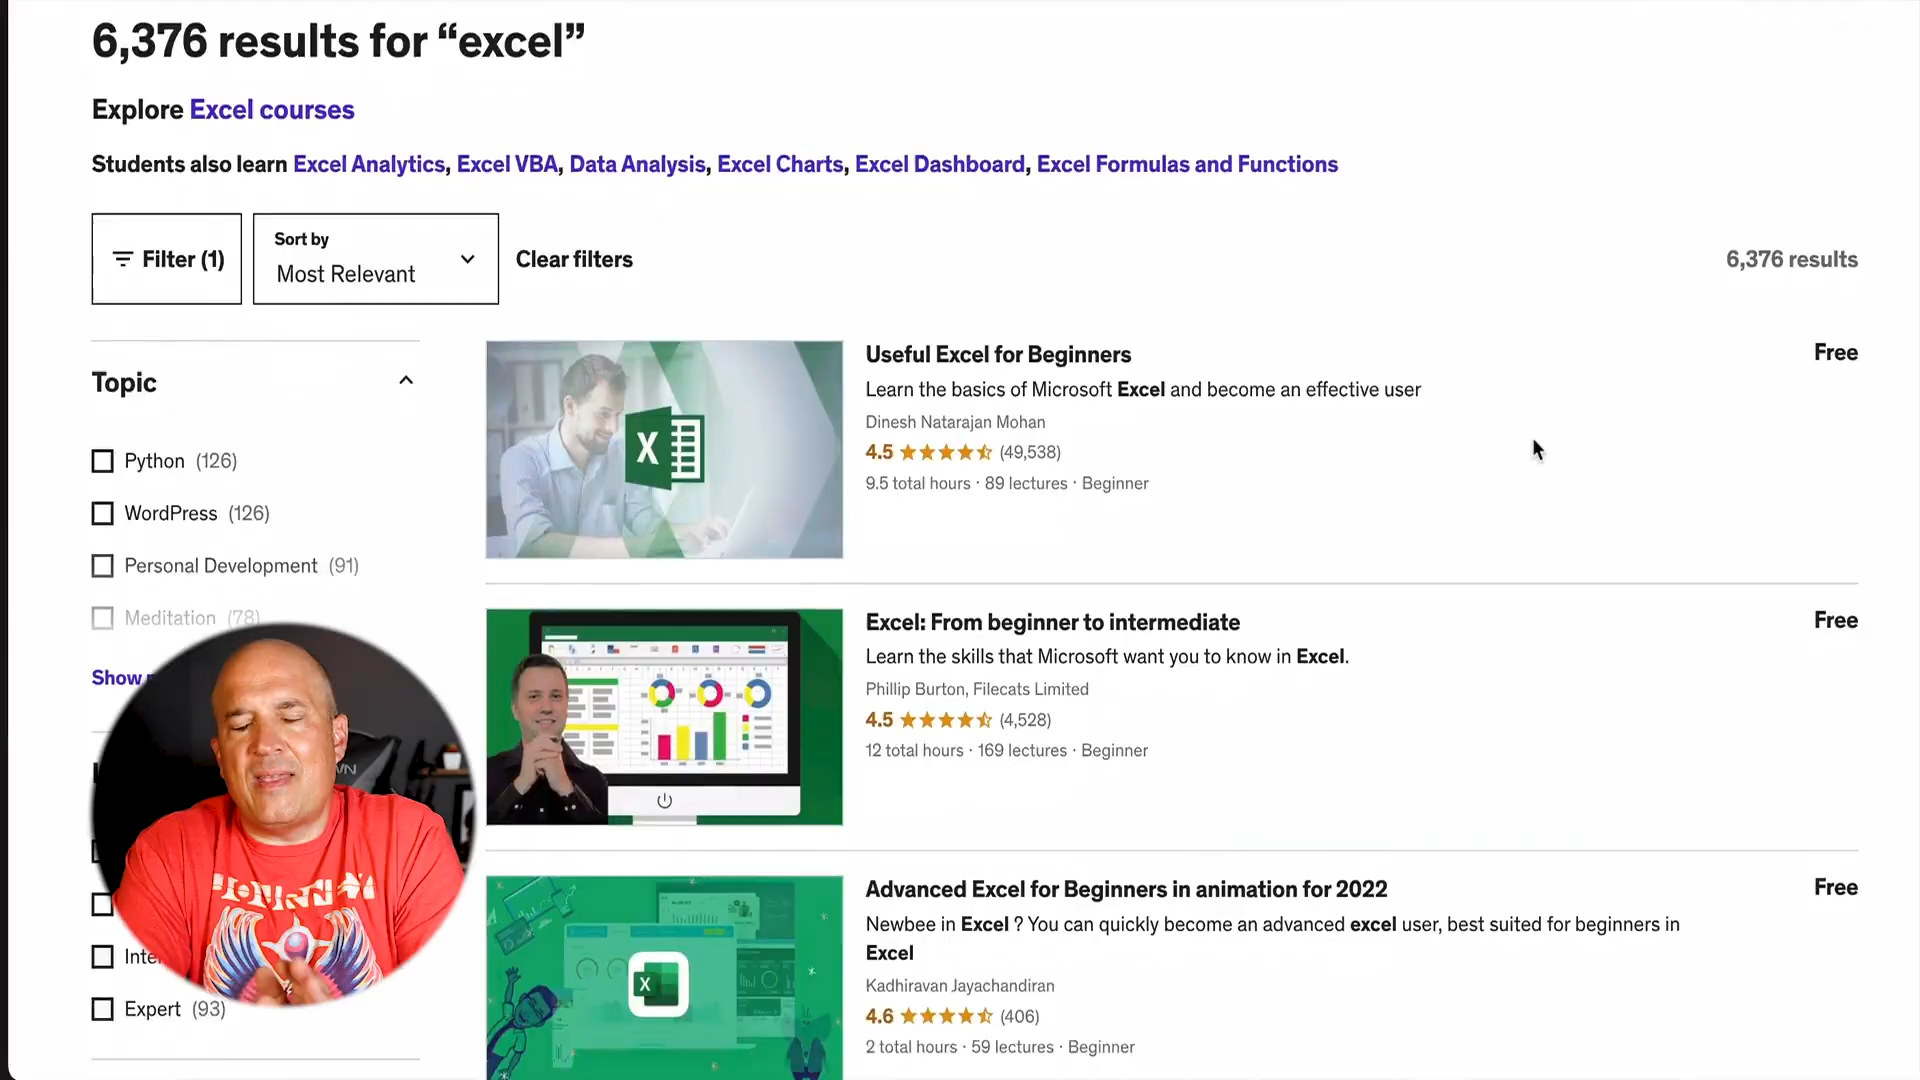 6,376 results for “excel”
Explore Excel courses
Students also learn Excel Analytics, Excel VBA, Data Analysis, Excel Charts, Excel Dashboard, Excel Formulas and Functions
Filter (1)
Sort by
Most Relevant
Clear filters
6,376 results
Topic
Python (126)
WordPress (126)
Personal Development (91)
Meditation (78)
Show
Expert (93)
Useful Excel for Beginners
Free
Learn the basics of Microsoft Excel and become an effective user
Dinesh Natarajan Mohan
4.5 (49,538)
9.5 total hours · 89 lectures · Beginner
X
Excel: From beginner to intermediate
Free
Learn the skills that Microsoft want you to know in Excel.
Phillip Burton, Filecats Limited
4.5 (4,528)
12 total hours · 169 lectures · Beginner
Advanced Excel for Beginners in animation for 2022
Free
Newbee in Excel ? You can quickly become an advanced excel user, best suited for beginners in
Excel
Kadhiravan Jayachandiran
4.6 (406)
2 total hours · 59 lectures · Beginner
X